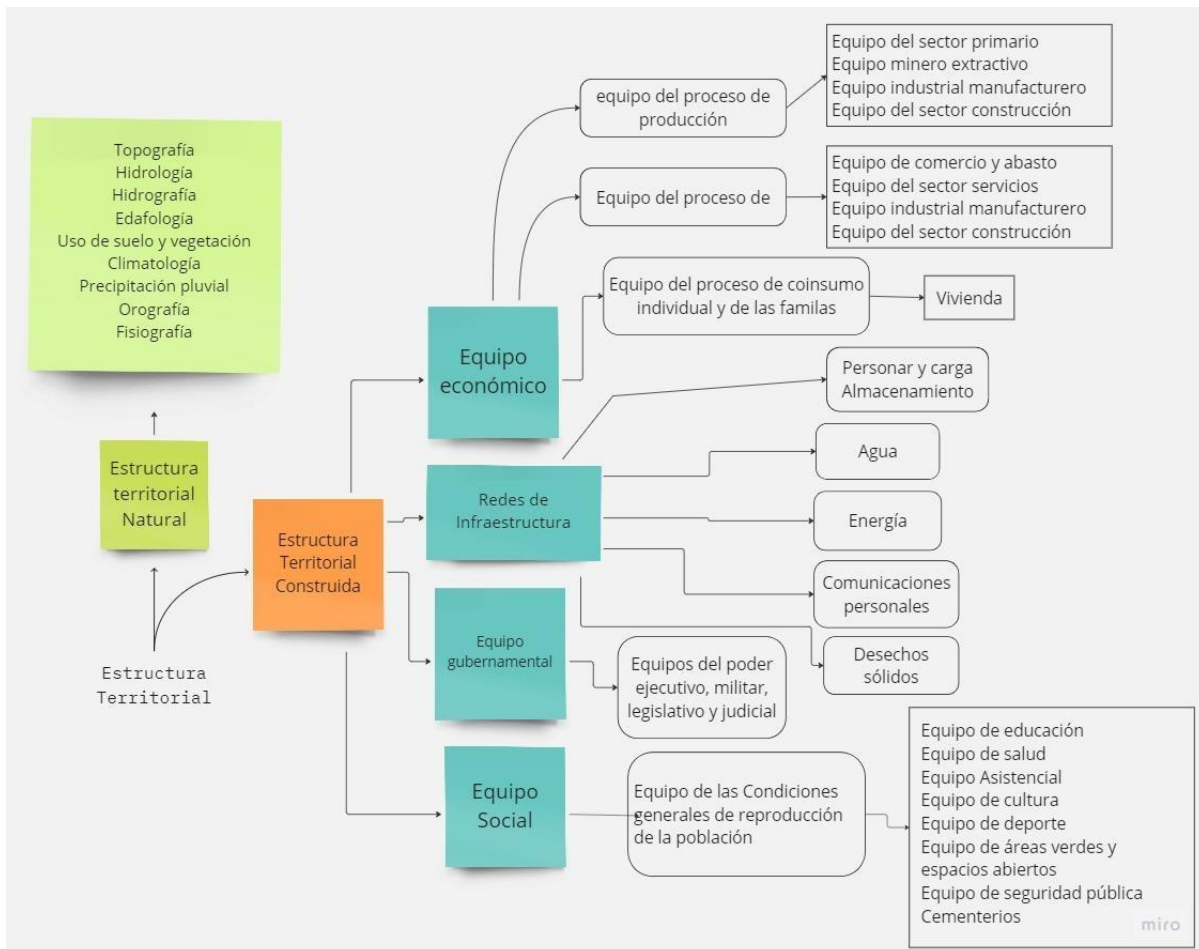 Topografía
Hidrología
Hidrografía
Edafología
Uso de suelo y vegetación
Climatología
Precipitación pluvial
Orografía
Fisiografía
Estructura
territorial
Natural
Estructura
Territorial
Estructura
Territorial
Construida
Equipo
económico
equipo del proceso de
producción
Equipo del sector primario
Equipo minero extractivo
Equipo industrial manufacturero
Equipo del sector construcción
Equipo del proceso de
Equipo de comercio y abasto
Equipo del sector servicios
Equipo industrial manufacturero
Equipo del sector construcción
Equipo del proceso de coinsumo
individual y de las familas
Vivienda
Redes de
Infraestructura
Personar y carga
Almacenamiento
Agua
Energía
Comunicaciones
personales
Desechos
sólidos
Equipo
gubernamental
Equipos del poder
ejecutivo, militar,
legislativo y judicial
Equipo
Social
Equipo de las Condiciones
generales de reproducción
de la población
Equipo de educación
Equipo de salud
Equipo Asistencial
Equipo de cultura
Equipo de deporte
Equipo de áreas verdes y
espacios abiertos
Equipo de seguridad pública
Cementerios
miro